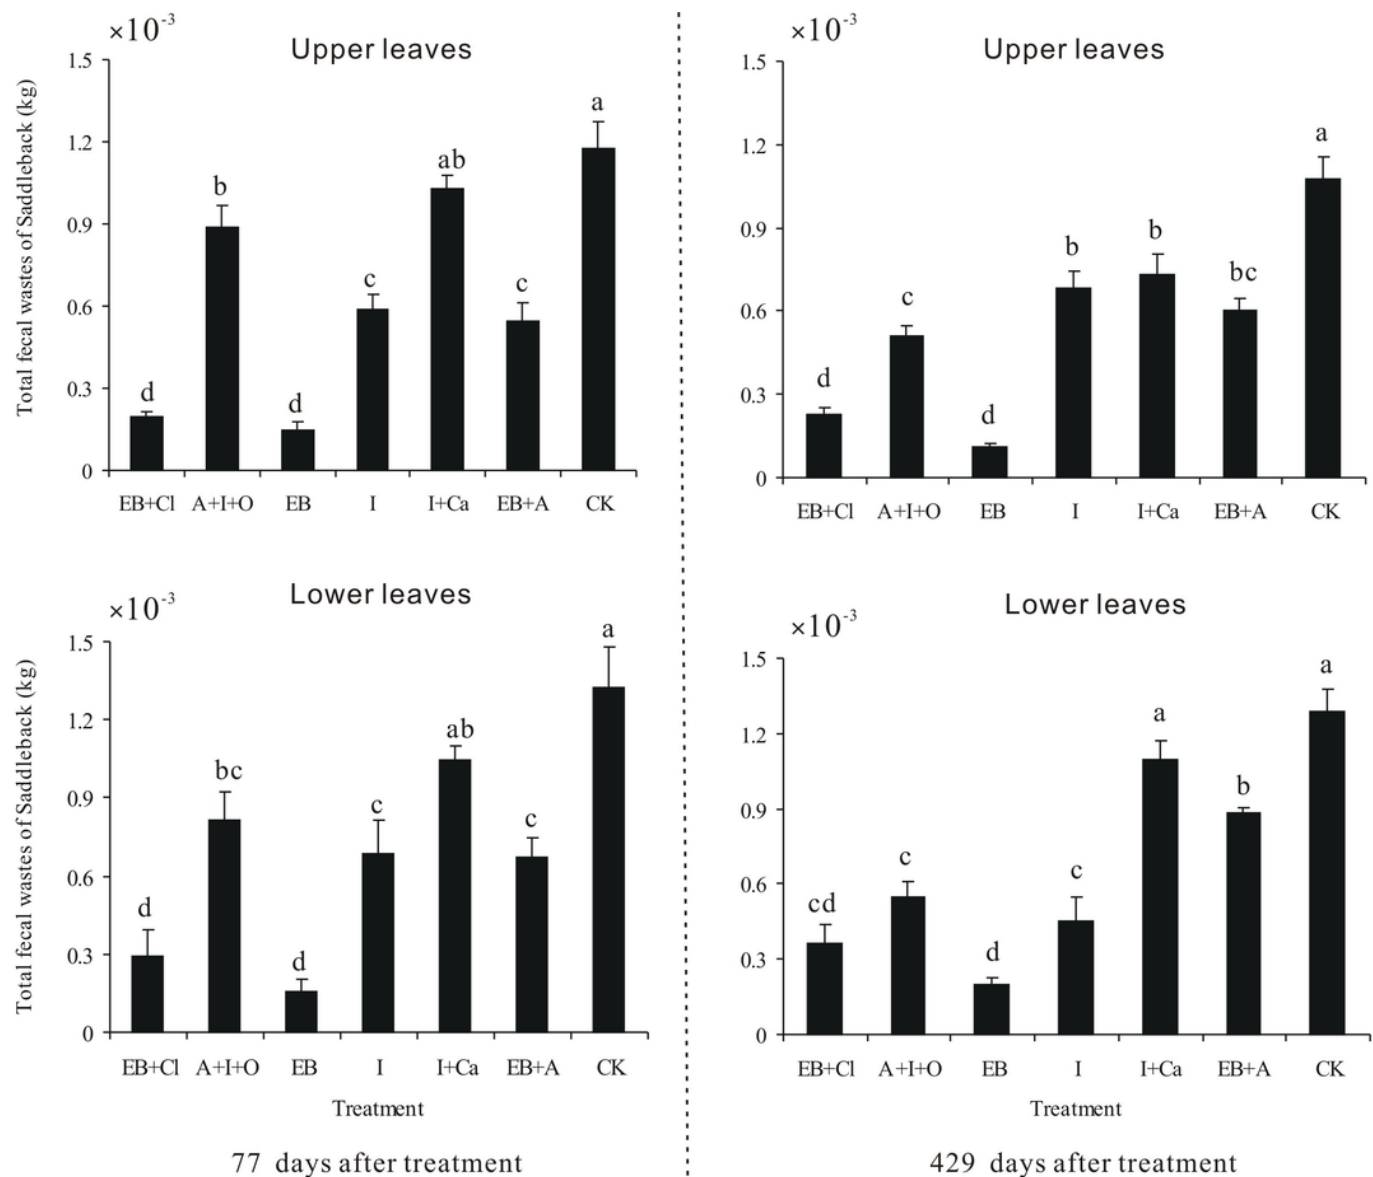 ×10⁻³
Upper leaves
Total fecal wastes of Saddleback (kg)
1.5
1.2
0.9
0.6
0.3
0
d
b
d
c
ab
c
a
EB+Cl A+I+O EB I I+Ca EB+A CK
×10⁻³
Upper leaves
1.5
1.2
0.9
0.6
0.3
0
d
c
d
b
b
bc
a
EB+Cl A+I+O EB I I+Ca EB+A CK
×10⁻³
Lower leaves
Total fecal wastes of Saddleback (kg)
1.5
1.2
0.9
0.6
0.3
0
d
bc
d
c
ab
c
a
EB+Cl A+I+O EB I I+Ca EB+A CK
Treatment
77 days after treatment
×10⁻³
Lower leaves
1.5
1.2
0.9
0.6
0.3
0
cd
c
d
c
a
b
a
EB+Cl A+I+O EB I I+Ca EB+A CK
Treatment
429 days after treatment